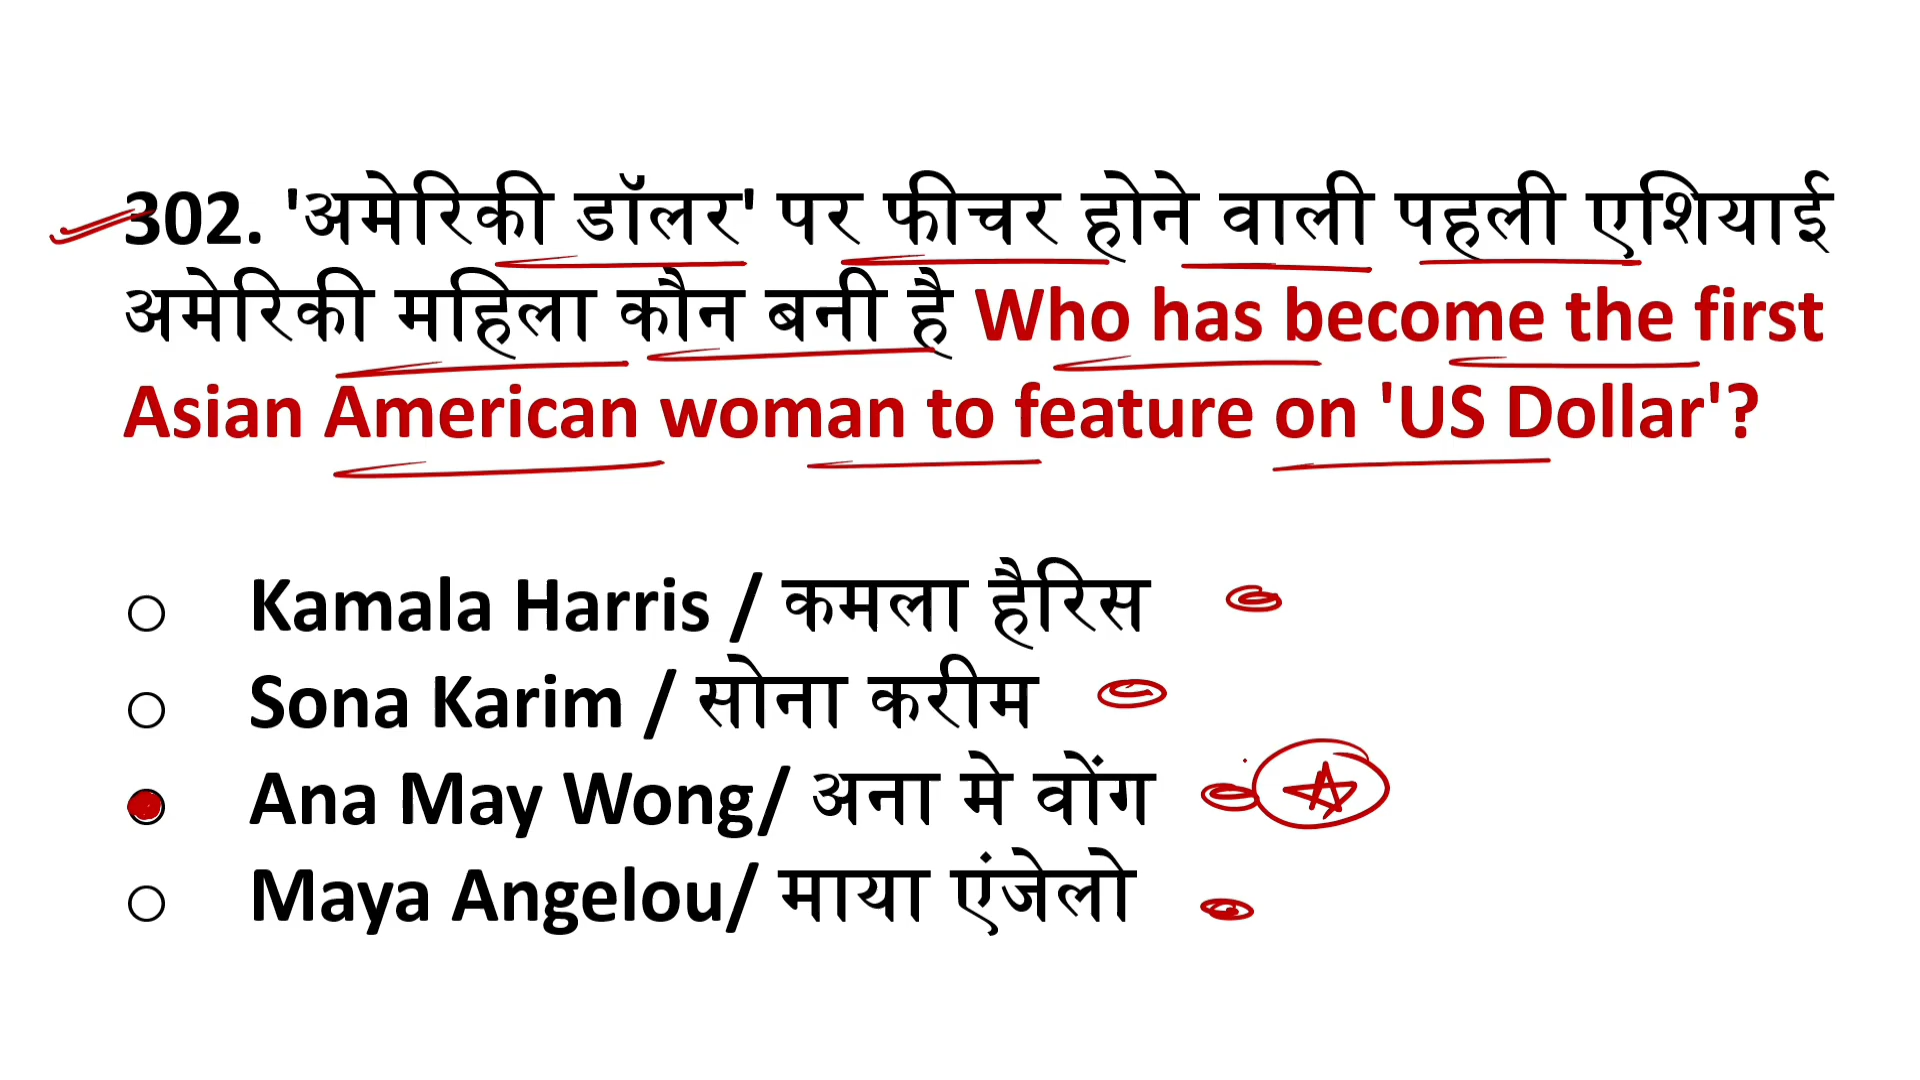 302. 'अमेरिकी डॉलर' पर फीचर होने वाली पहली एशियाई
अमेरिकी महिला कौन बनी है Who has become the first
Asian American woman to feature on 'US Dollar'?
Kamala Harris / कमला हैरिस
Sona Karim / सोना करीम
Ana May Wong/ अना मे वोंग
Maya Angelou/ माया एंजेलो